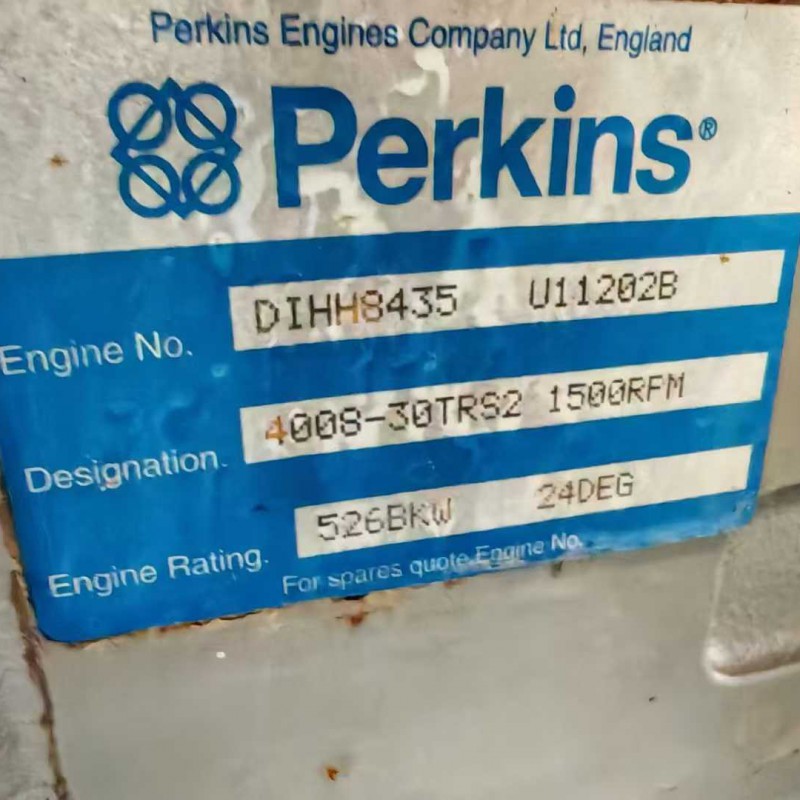 Perkins Engines Company Ltd, England
Perkins®
Engine No. DIHH8435 U11202B
Designation. 4008-30TRS2 1500RPM
Engine Rating. 526BKW 24DEG
For spares quote Engine No.